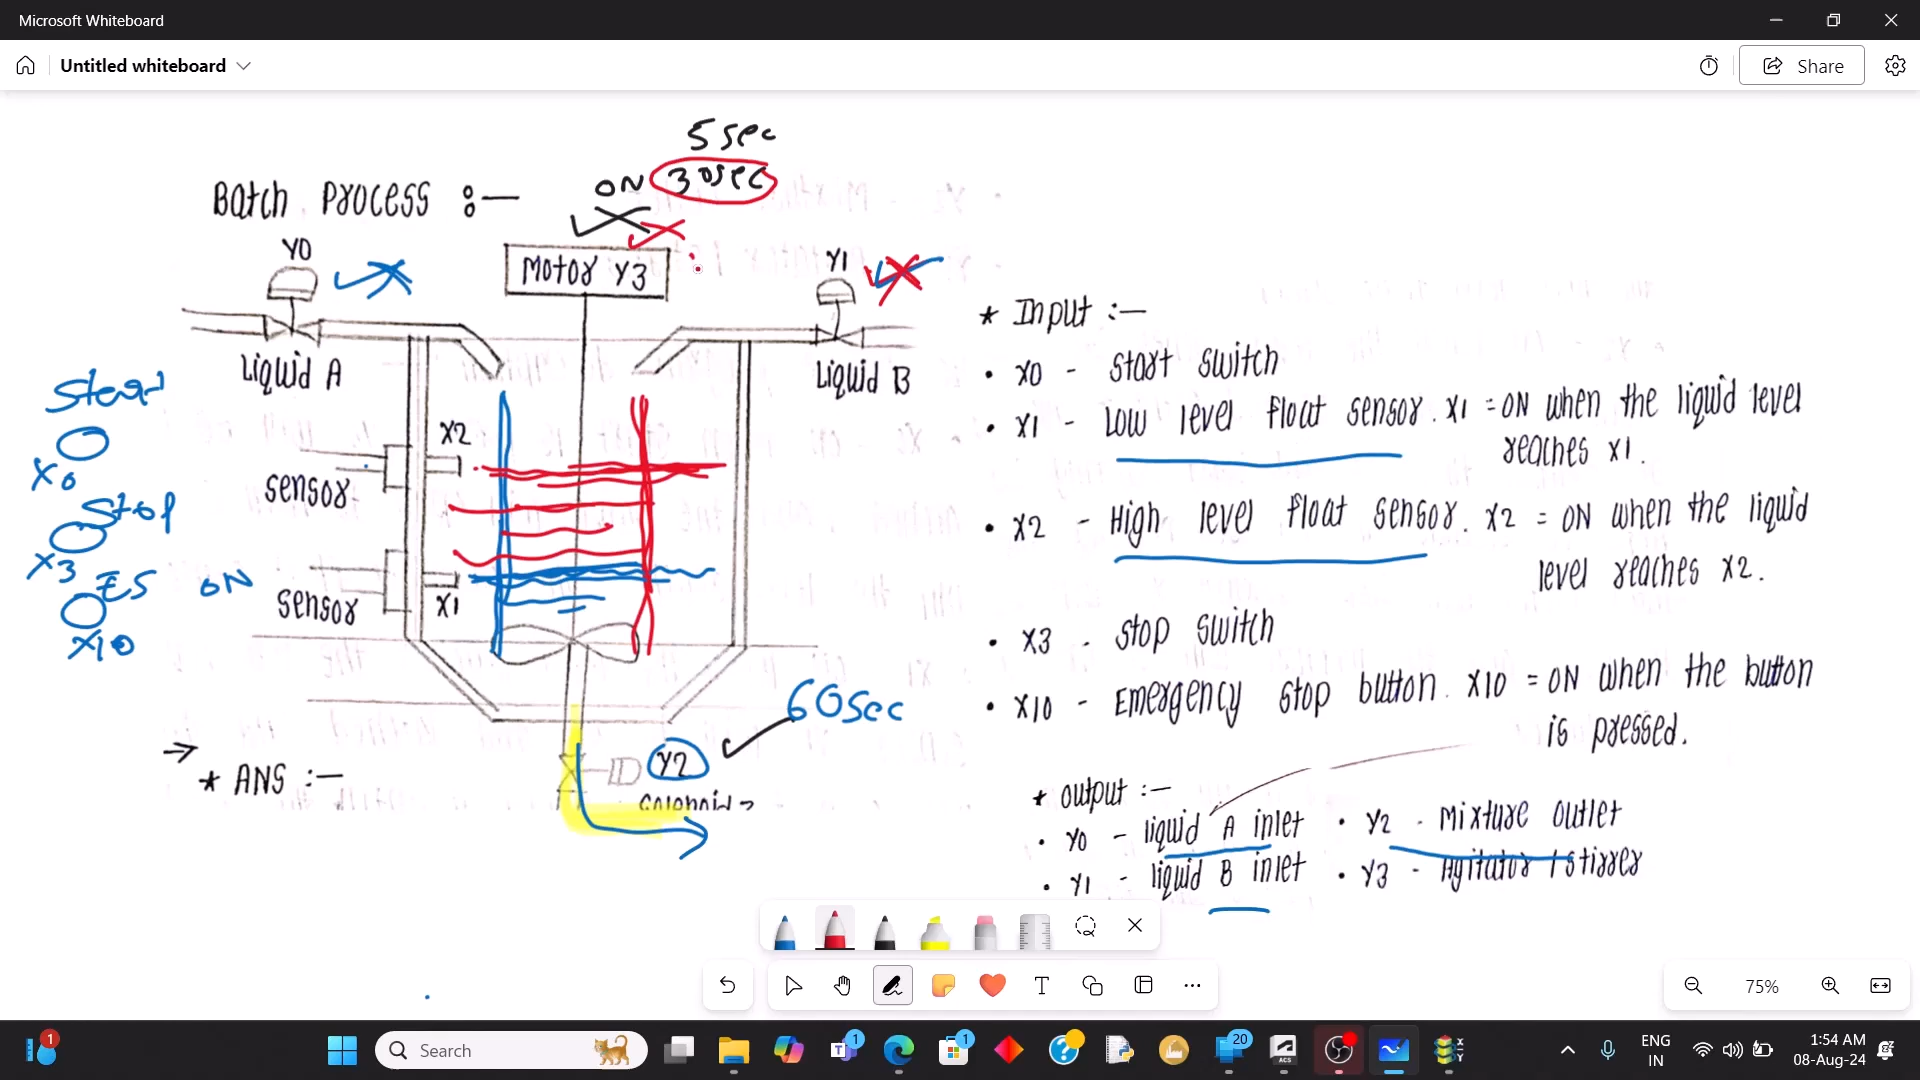 Microsoft Whiteboard
Untitled whiteboard
Share
5 sec
ON 30sec
Batch Process :—
Y0
Motor Y3
Y1
Liquid A
Liquid B
Start
X0
X2
Sensor
Stop
X3
ES ON
X1
Sensor
X10
60sec
Y2
* ANS :—
* Input :—
• X0 - Start switch
• X1 - Low level float sensor. X1 = ON when the liquid level
reaches X1.
• X2 - High level float sensor. X2 = ON when the liquid
level reaches X2.
• X3 - Stop switch
• X10 - Emergency stop button. X10 = ON when the button
is pressed.
* Output :—
• Y0 - liquid A inlet • Y2 - Mixture outlet
• Y1 - liquid B inlet • Y3 - Agitator / Stirrer
75%
Search
1
1
1
20
ACS
X
Y
ENG
IN
1:54 AM
08-Aug-24